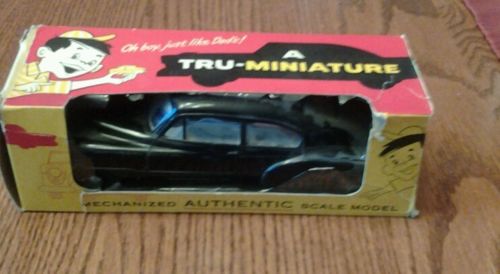 Oh boy, just like Dad's!
A
TRU-MINIATURE
MECHANIZED AUTHENTIC SCALE MODEL